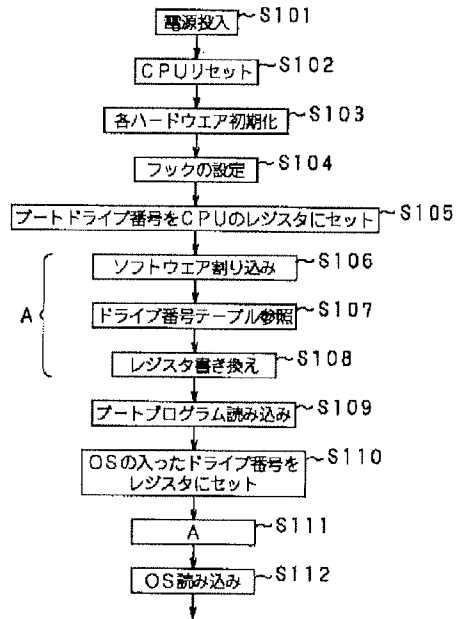 電源投入 S101
CPUリセット S102
各ハードウエア初期化 S103
フックの設定 S104
ブートドライブ番号をCPUのレジスタにセット S105
A
ソフトウエア割り込み S106
ドライブ番号テーブル参照 S107
レジスタ書き換え S108
ブートプログラム読み込み S109
OSの入ったドライブ番号を
レジスタにセット S110
A S111
OS読み込み S112